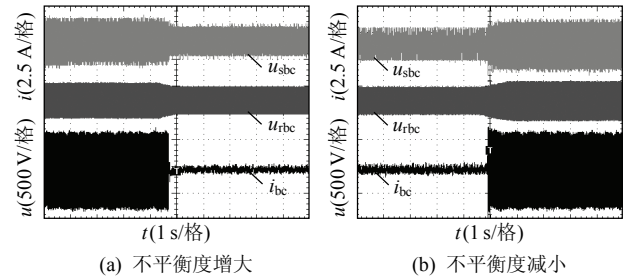 u(500 V/格) i(2.5 A/格)
u_sbc
u_rbc
i_bc
T
t(1 s/格)
(a) 不平衡度增大
u(500 V/格) i(2.5 A/格)
u_sbc
u_rbc
T
i_bc
t(1 s/格)
(b) 不平衡度减小